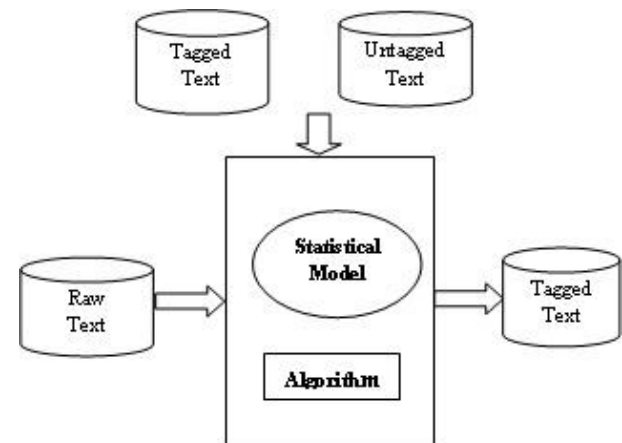 Tagged
Text
Untagged
Text
Statistical
Model
Raw
Text
Tagged
Text
Algorithm